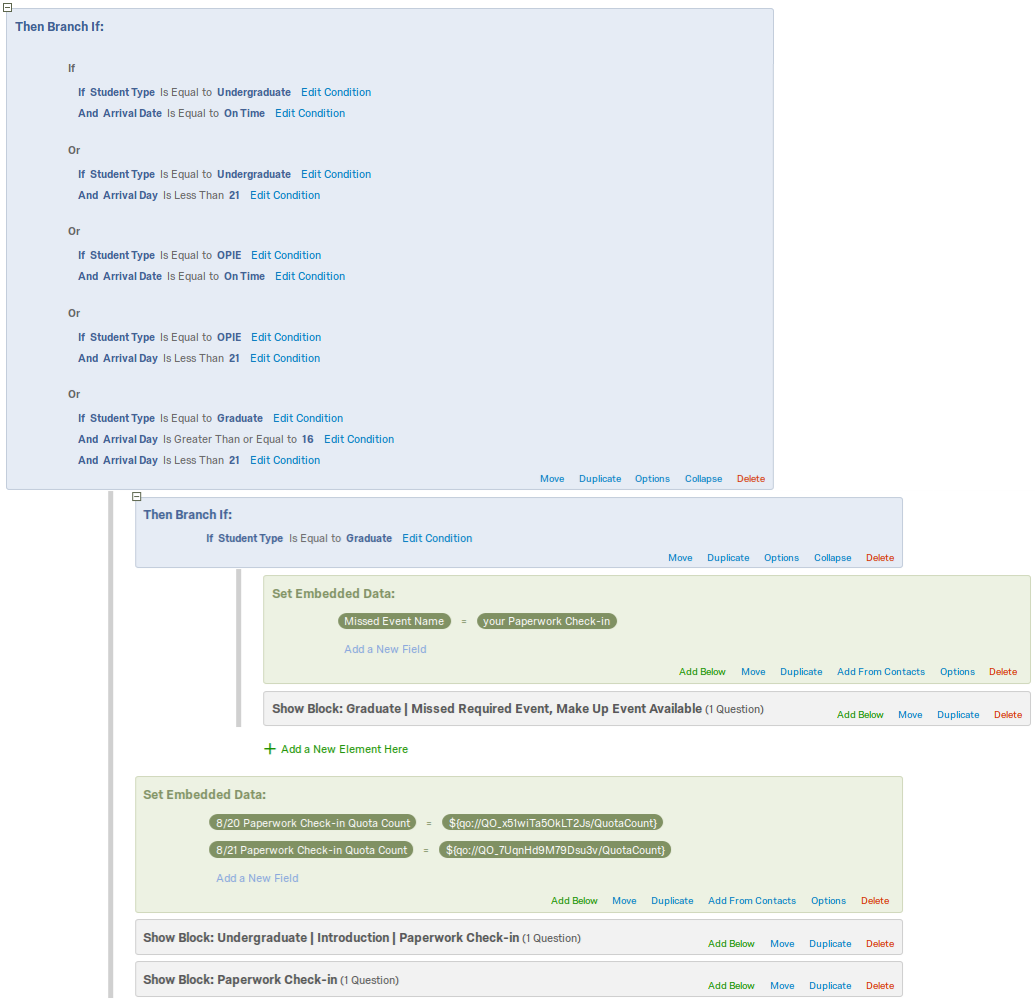 Then Branch If:
If
If Student Type Is Equal to Undergraduate Edit Condition
And Arrival Date Is Equal to On Time Edit Condition
Or
If Student Type Is Equal to Undergraduate Edit Condition
And Arrival Day Is Less Than 21 Edit Condition
Or
If Student Type Is Equal to OPIE Edit Condition
And Arrival Date Is Equal to On Time Edit Condition
Or
If Student Type Is Equal to OPIE Edit Condition
And Arrival Day Is Less Than 21 Edit Condition
Or
If Student Type Is Equal to Graduate Edit Condition
And Arrival Day Is Greater Than or Equal to 16 Edit Condition
And Arrival Day Is Less Than 21 Edit Condition
Move Duplicate Options Collapse Delete
Then Branch If:
If Student Type Is Equal to Graduate Edit Condition
Move Duplicate Options Collapse Delete
Set Embedded Data:
Missed Event Name = your Paperwork Check-in
Add a New Field
Add Below Move Duplicate Add From Contacts Options Delete
Show Block: Graduate | Missed Required Event, Make Up Event Available (1 Question)
Add Below Move Duplicate Delete
+ Add a New Element Here
Set Embedded Data:
8/20 Paperwork Check-in Quota Count = ${qo://QO_x51wiTa5OkLT2Js/QuotaCount}
8/21 Paperwork Check-in Quota Count = ${qo://QO_7UqnHd9M79Dsu3v/QuotaCount}
Add a New Field
Add Below Move Duplicate Add From Contacts Options Delete
Show Block: Undergraduate | Introduction | Paperwork Check-in (1 Question)
Add Below Move Duplicate Delete
Show Block: Paperwork Check-in (1 Question)
Add Below Move Duplicate Delete